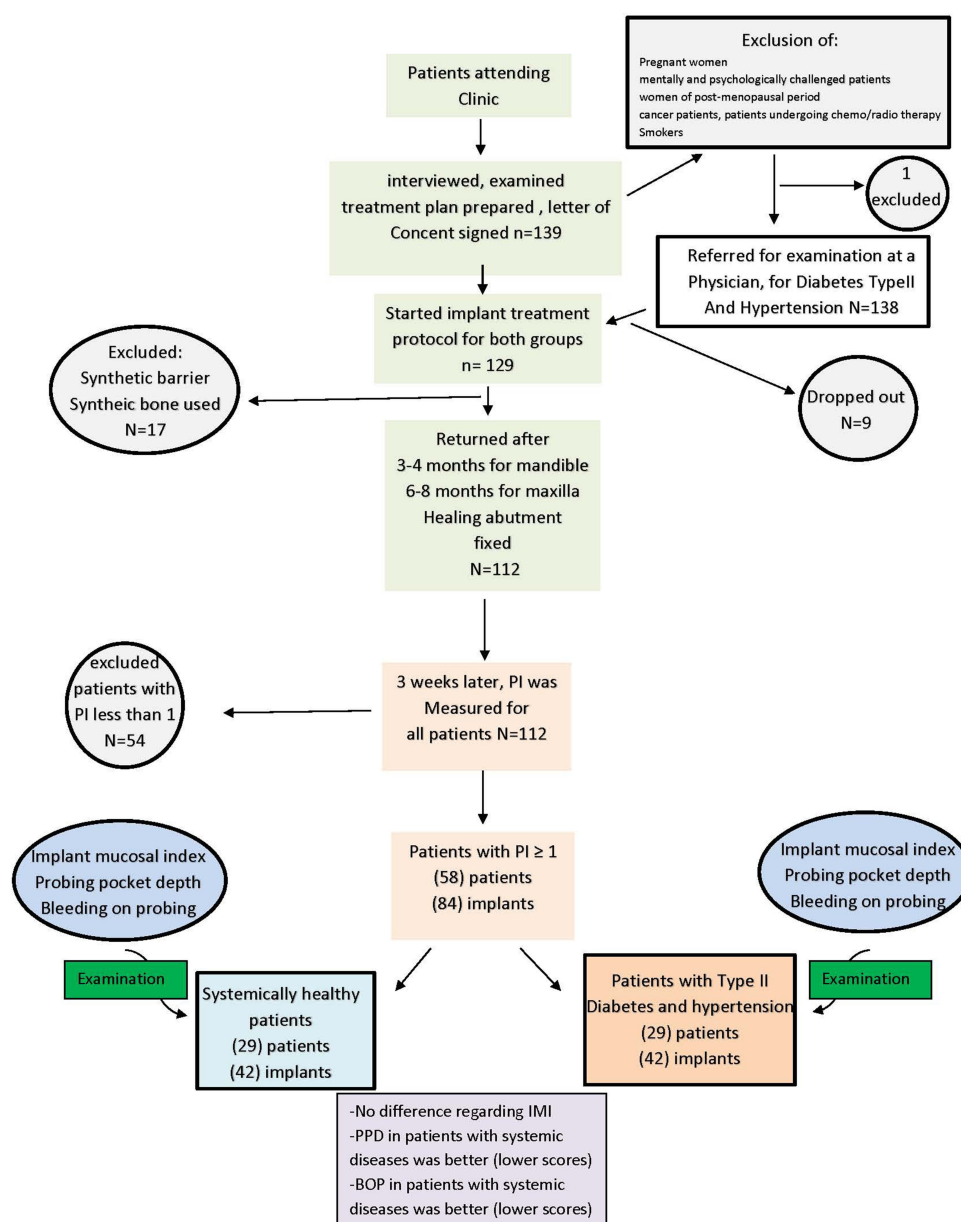 Patients attending
Clinic
Exclusion of:
Pregnant women
mentally and psychologically challenged patients
women of post-menopausal period
cancer patients, patients undergoing chemo/radio therapy
Smokers
1
excluded
interviewed, examined
treatment plan prepared , letter of
Concent signed n=139
Referred for examination at a
Physician, for Diabetes TypeII
And Hypertension N=138
Started implant treatment
protocol for both groups
n= 129
Excluded:
Synthetic barrier
Syntheic bone used
N=17
Dropped out
N=9
Returned after
3-4 months for mandible
6-8 months for maxilla
Healing abutment
fixed
N=112
excluded
patients with
PI less than 1
N=54
3 weeks later, PI was
Measured for
all patients N=112
Patients with PI ≥ 1
(58) patients
(84) implants
Implant mucosal index
Probing pocket depth
Bleeding on probing
Implant mucosal index
Probing pocket depth
Bleeding on probing
Examination
Systemically healthy
patients
(29) patients
(42) implants
Patients with Type II
Diabetes and hypertension
(29) patients
(42) implants
Examination
-No difference regarding IMI
-PPD in patients with systemic
diseases was better (lower scores)
-BOP in patients with systemic
diseases was better (lower scores)